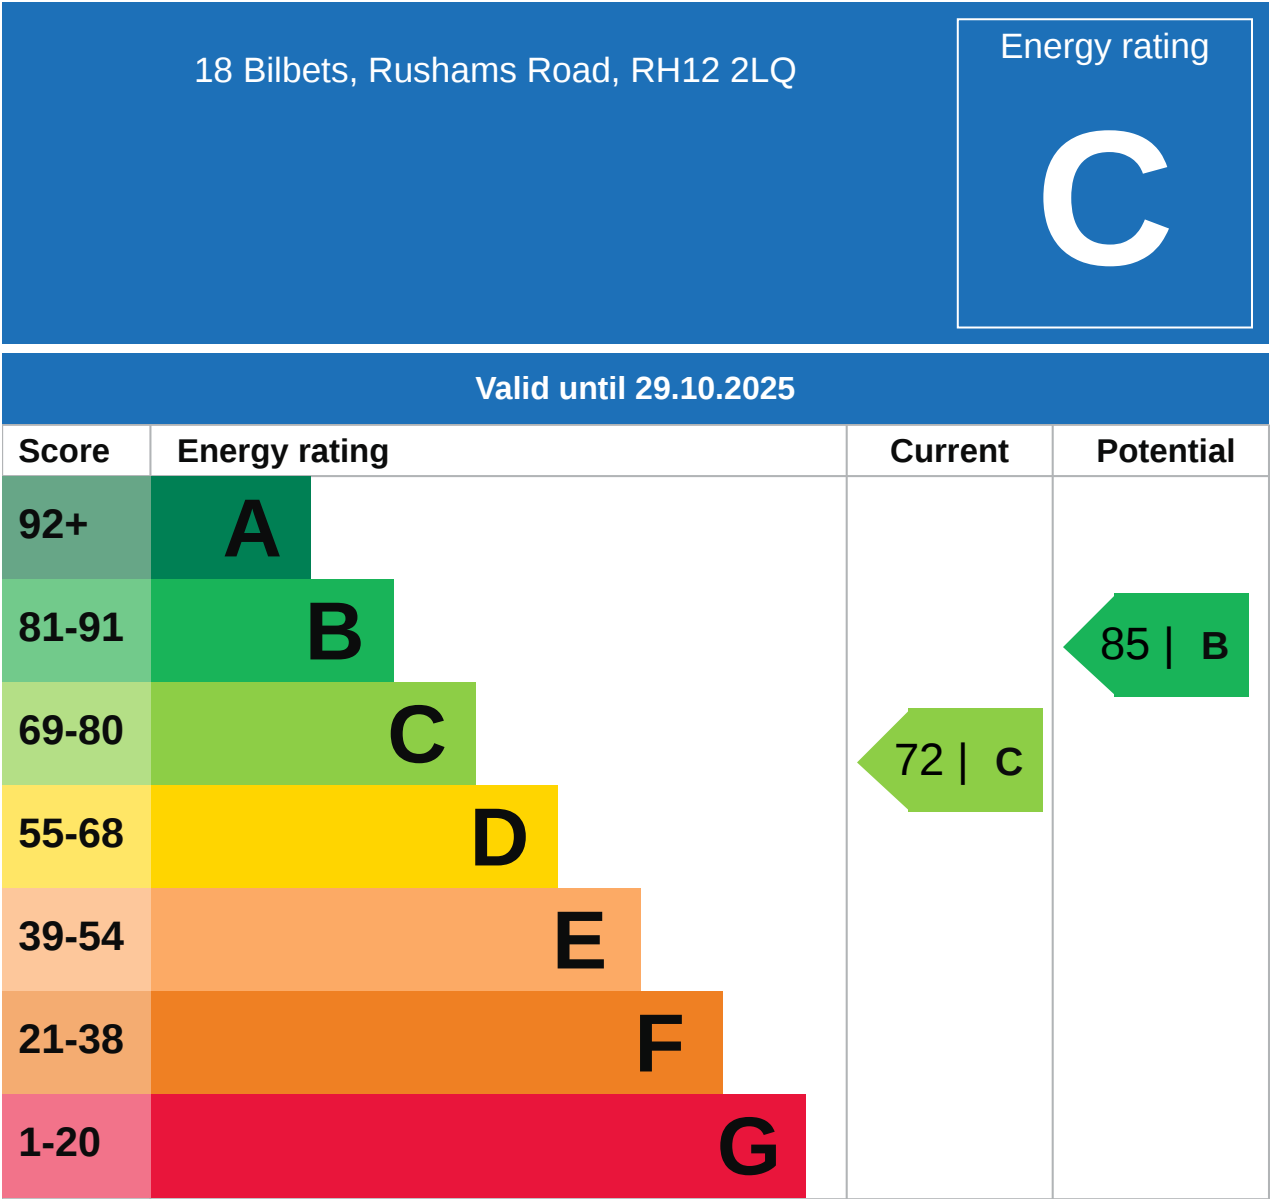 18 Bilbets, Rushams Road, RH12 2LQ
Energy rating
C
Valid until 29.10.2025
Score Energy rating Current Potential
92+ A
81-91 B 85 | B
69-80 C 72 | C
55-68 D
39-54 E
21-38 F
1-20 G